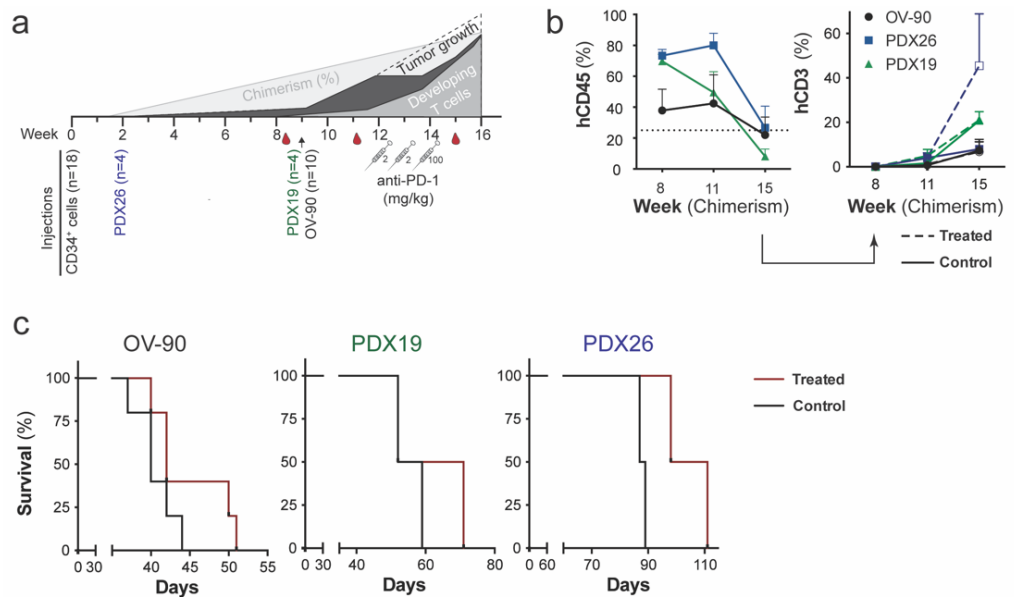 a
Tumor growth
Chimerism (%)
Developing
T cells
Week
0 2 4 6 8 10 12 14 16
2 2 100
anti-PD-1
(mg/kg)
Injections
CD34+ cells (n=18)
PDX26 (n=4)
PDX19 (n=4)
OV-90 (n=10)
b
hCD45 (%)
100
80
60
40
20
0
8 11 15
Week (Chimerism)
hCD3 (%)
80
60
40
20
0
8 11 15
Week (Chimerism)
OV-90
PDX26
PDX19
Treated
Control
c
OV-90
Survival (%)
100
75
50
25
0
0 30 40 50 55
Days
PDX19
100
75
50
25
0
0 30 40 60 80
Days
PDX26
100
75
50
25
0
0 60 70 90 110
Days
Treated
Control